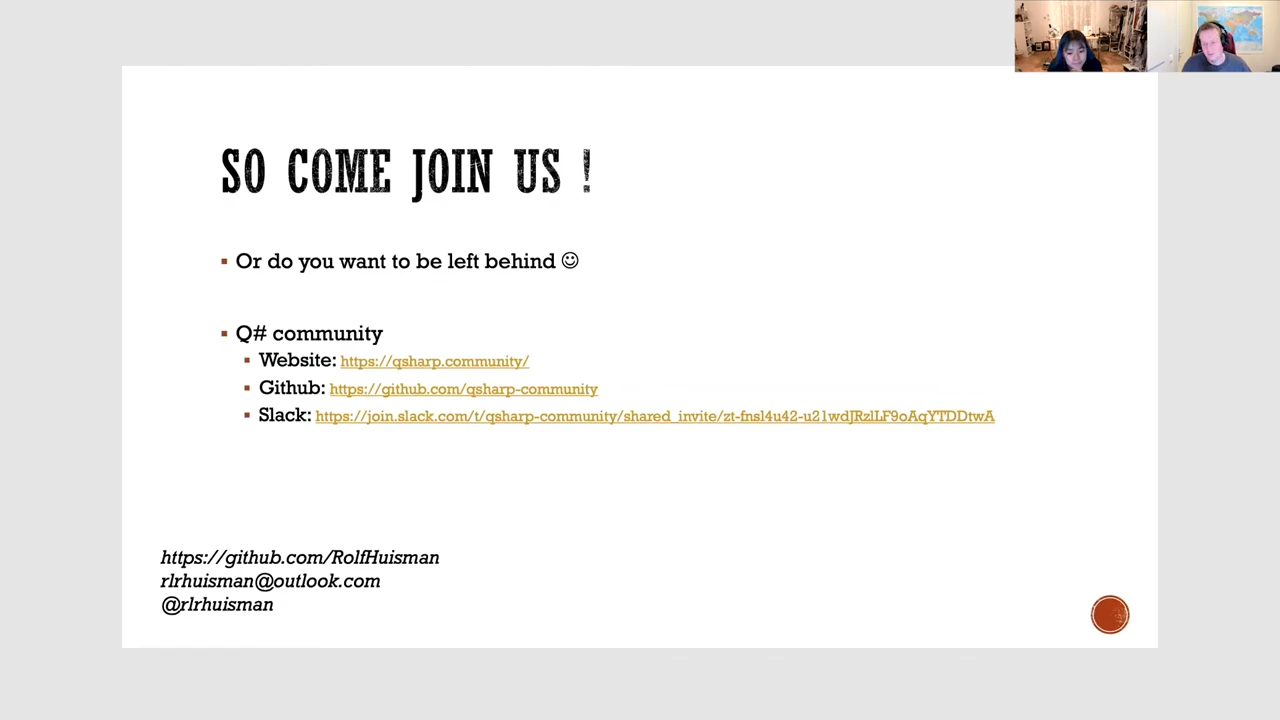 SO COME JOIN US !
Or do you want to be left behind ☺
Q# community
Website: https://qsharp.community/
Github: https://github.com/qsharp-community
Slack: https://join.slack.com/t/qsharp-community/shared_invite/zt-fnsl4u42-u21wdJRzlLF9oAqYTDDtwA
https://github.com/RolfHuisman
rlrhuisman@outlook.com
@rlrhuisman